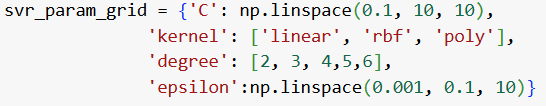 svr_param_grid = {'C': np.linspace(0.1, 10, 10),
'kernel': ['linear', 'rbf', 'poly'],
'degree': [2, 3, 4,5,6],
'epsilon':np.linspace(0.001, 0.1, 10)}